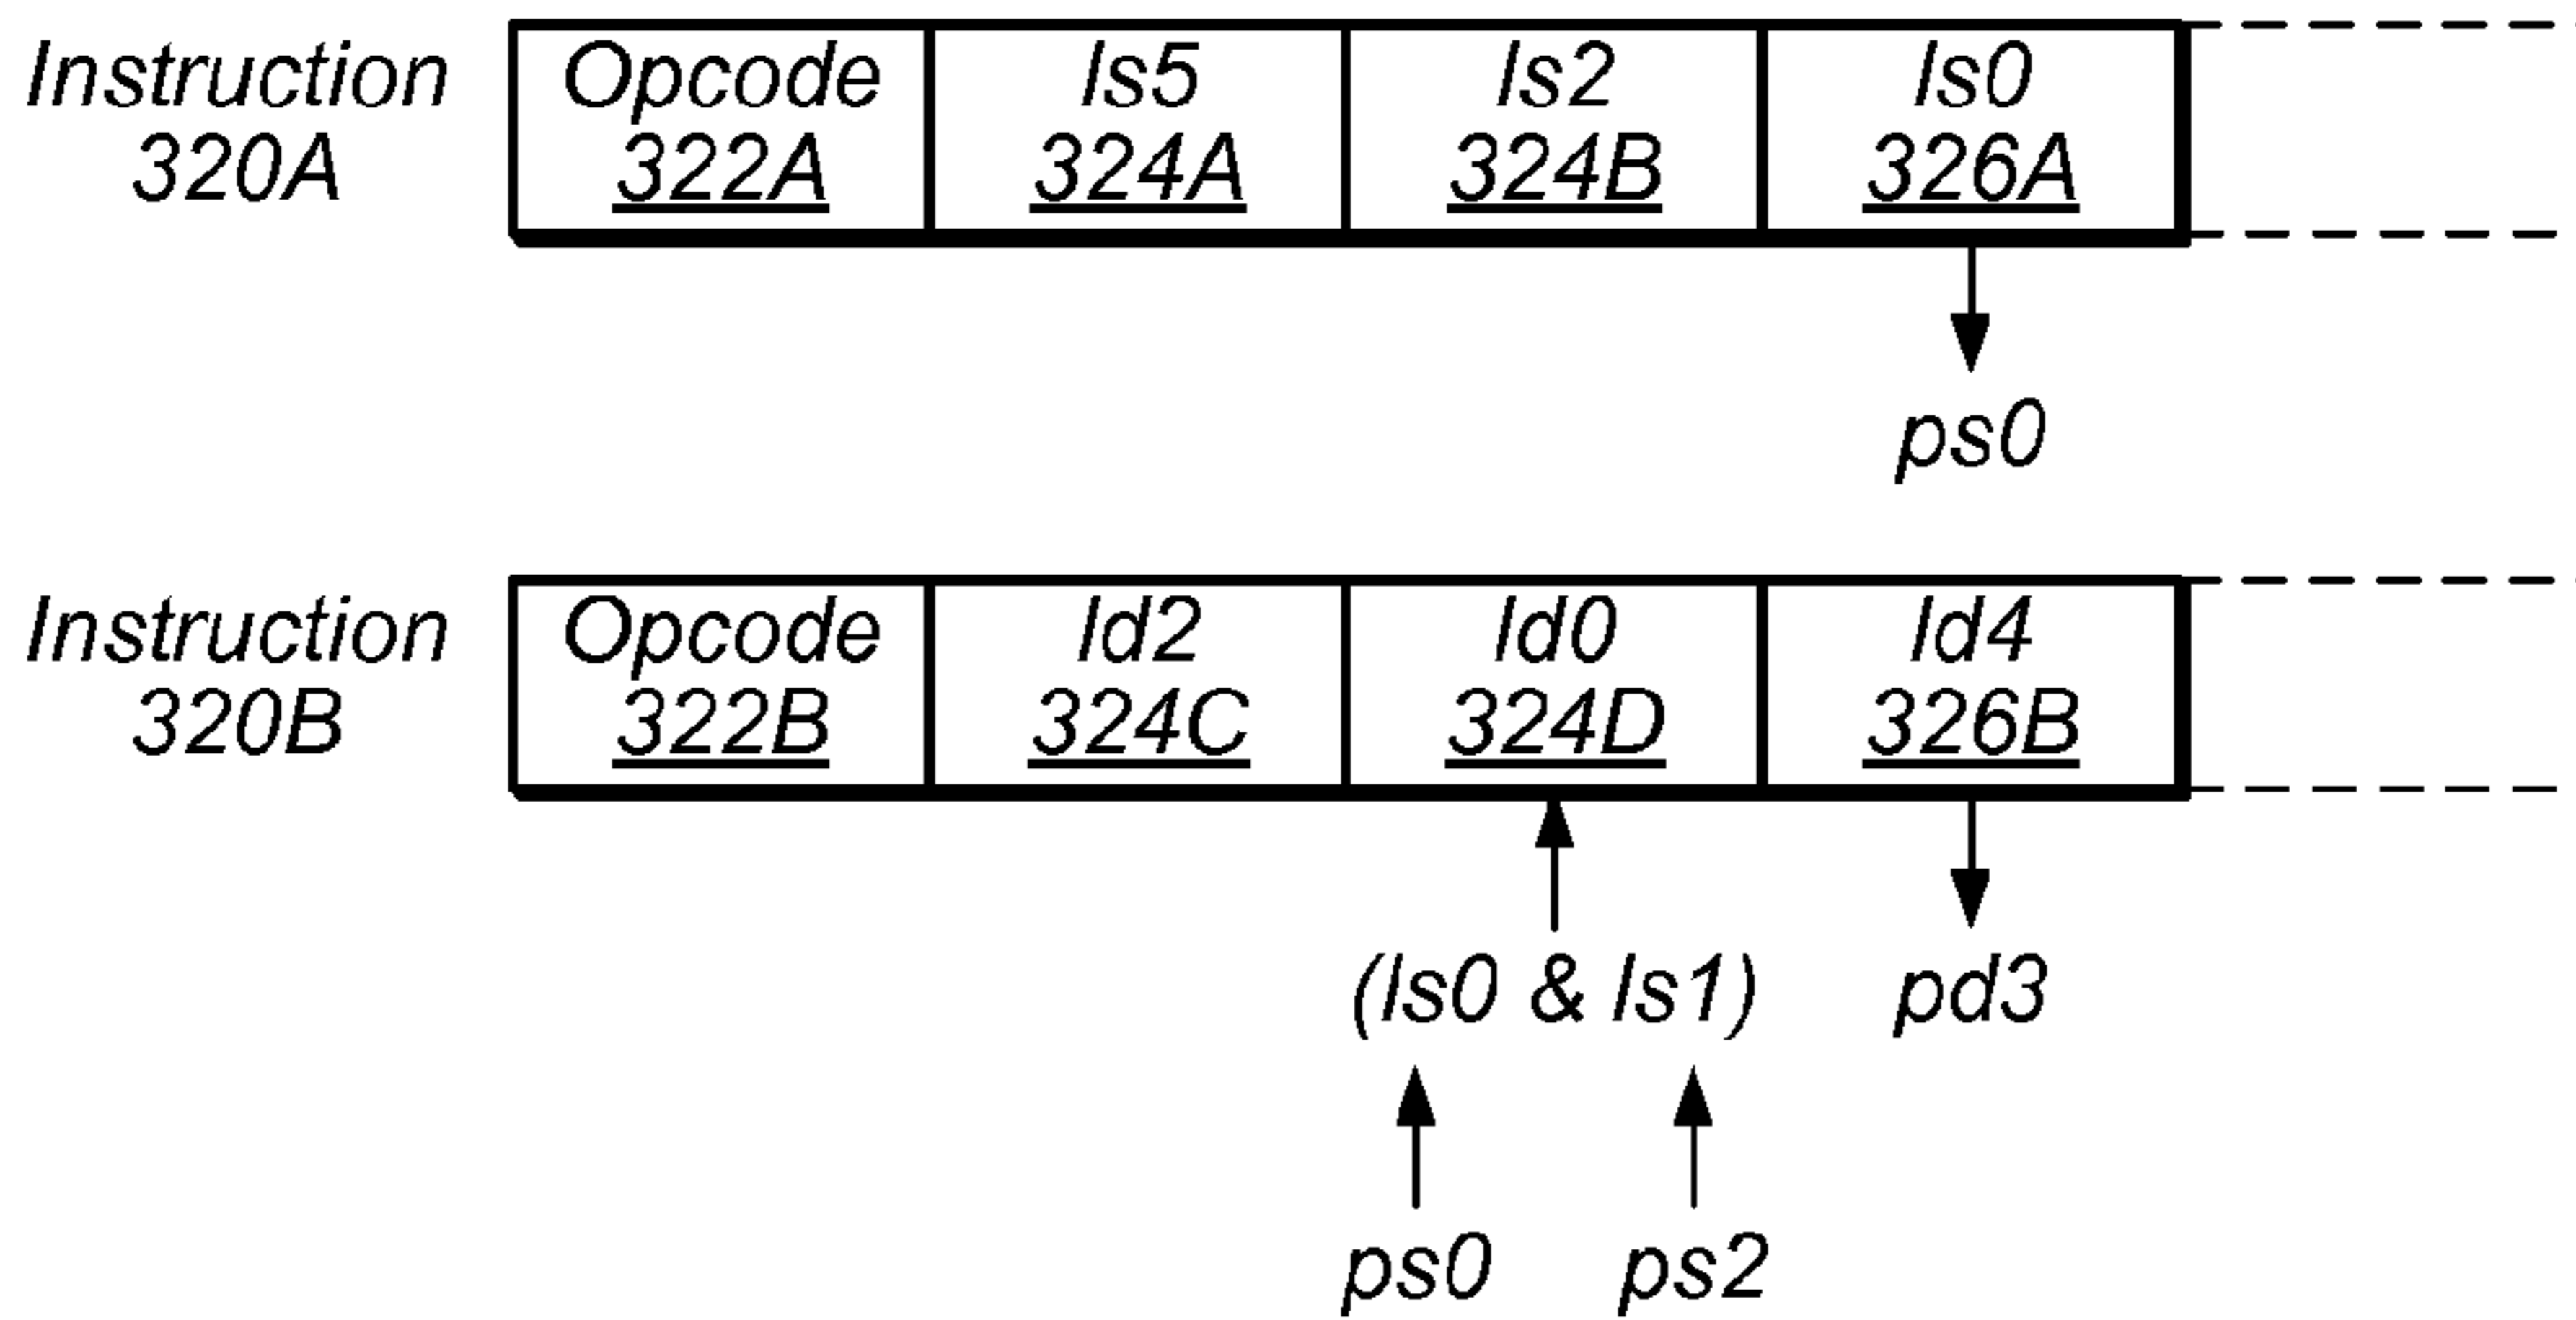 Instruction 320A
Opcode 322A
ls5 324A
ls2 324B
ls0 326A
ps0
Instruction 320B
Opcode 322B
ld2 324C
ld0 324D
ld4 326B
(ls0 & ls1)
pd3
ps0
ps2